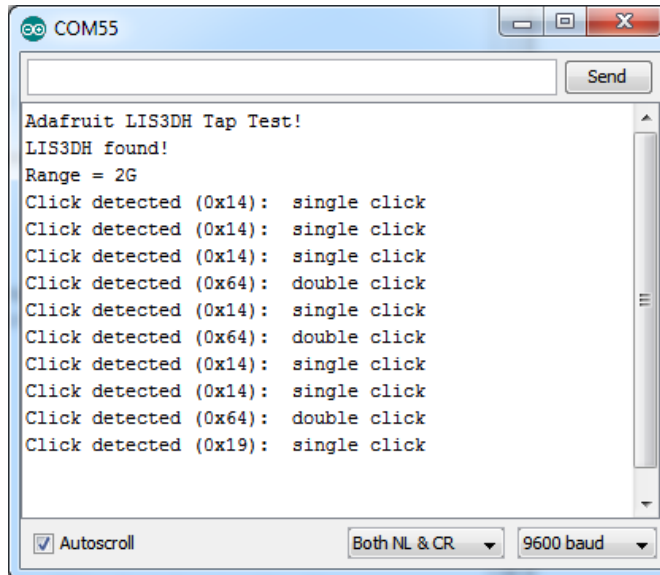 COM55
Send
Adafruit LIS3DH Tap Test!
LIS3DH found!
Range = 2G
Click detected (0x14):  single click
Click detected (0x14):  single click
Click detected (0x14):  single click
Click detected (0x64):  double click
Click detected (0x14):  single click
Click detected (0x64):  double click
Click detected (0x14):  single click
Click detected (0x14):  single click
Click detected (0x64):  double click
Click detected (0x19):  single click
Autoscroll Both NL & CR 9600 baud